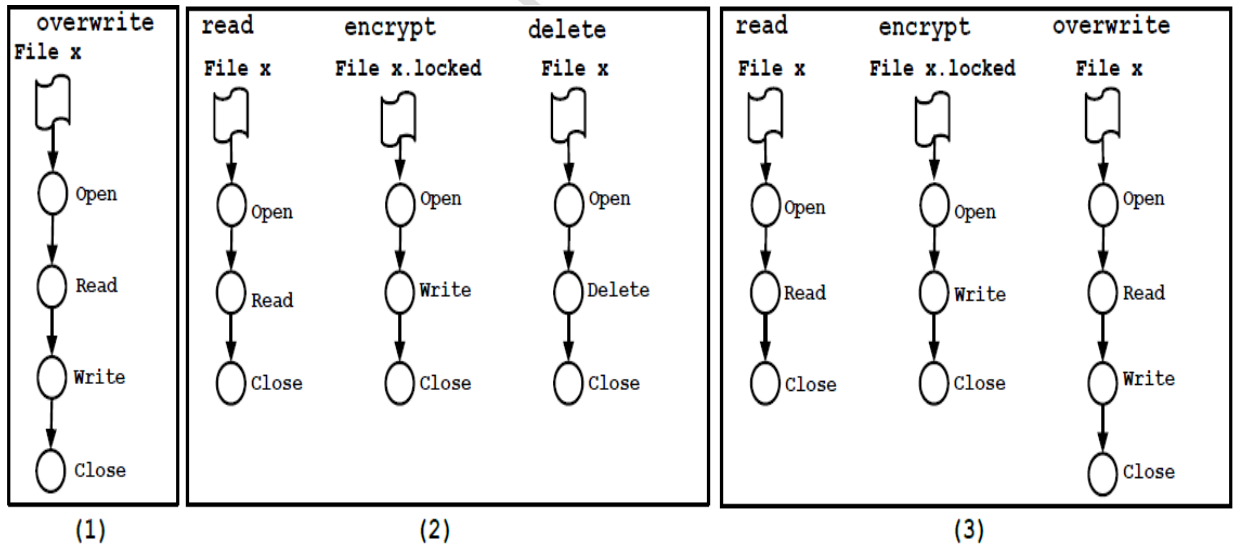 overwrite
File x
Open
Read
Write
Close
(1)
read encrypt delete
File x File x.locked File x
Open Open Open
Read Write Delete
Close Close Close
(2)
read encrypt overwrite
File x File x.locked File x
Open Open Open
Read Write Read
Close Close Write
Close
(3)